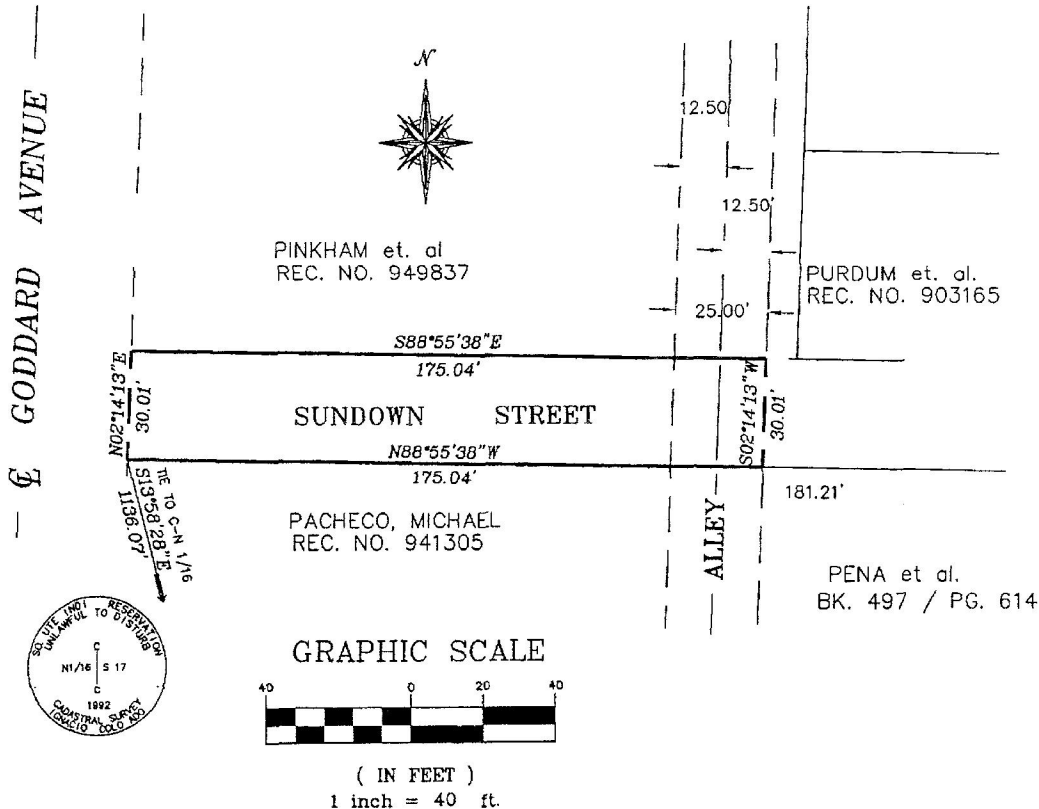 ₵ GODDARD AVENUE
N
12.50
12.50'
25.00'
PINKHAM et. al
REC. NO. 949837
PURDUM et. al.
REC. NO. 903165
S88°55'38"E
175.04'
N02°14'13"E
30.01'
SUNDOWN STREET
S02°14'13"W
30.01'
N88°55'38"W
175.04'
181.21'
TIE TO C-N 1/16
S13°58'28"E
1136.07'
PACHECO, MICHAEL
REC. NO. 941305
ALLEY
PENA et al.
BK. 497 / PG. 614
SO. UTE INDI RESERVATION
UNLAWFUL TO DISTURB
C
N1/16 S 17
C
1992
CADASTRAL SURVEY
IGNACIO COLO ADO
GRAPHIC SCALE
40 0 20 40
( IN FEET )
1 inch = 40 ft.